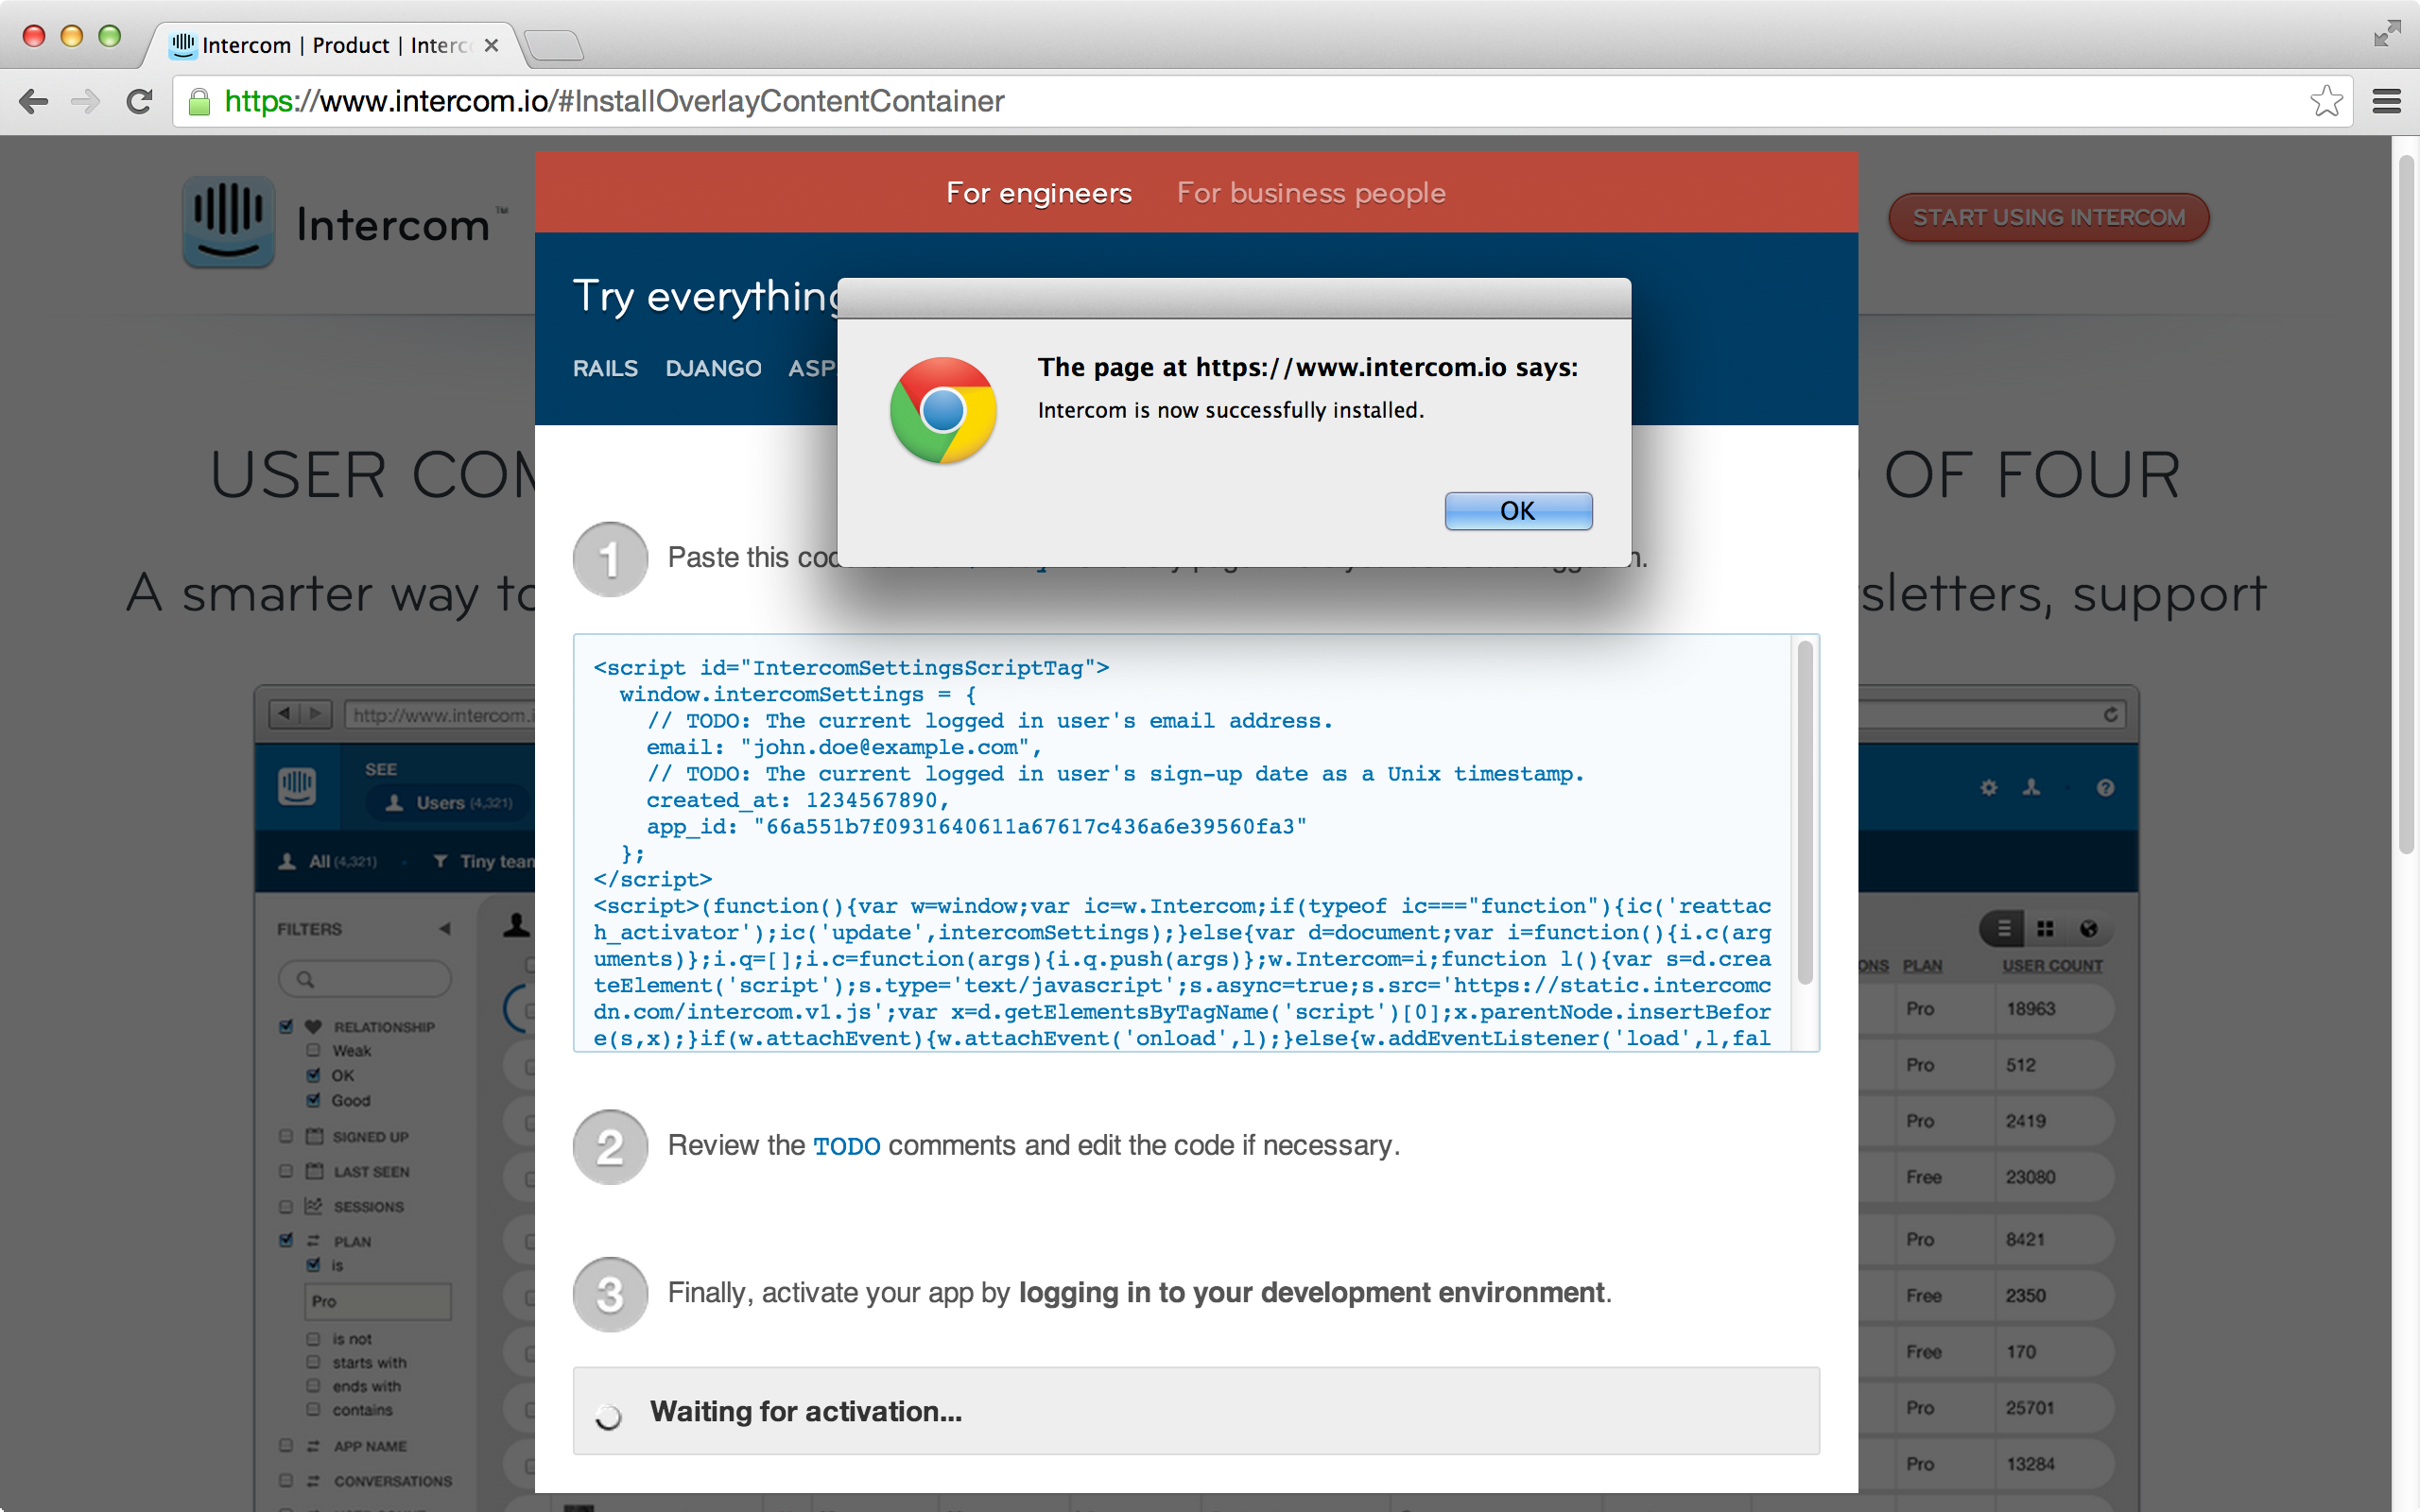 Intercom | Product | Interc
https://www.intercom.io/#InstallOverlayContentContainer
Intercom™
For engineers
For business people
START USING INTERCOM
Try everything
RAILS
DJANGO
ASP
The page at https://www.intercom.io says:
Intercom is now successfully installed.
OK
USER COM
OF FOUR
A smarter way to
sletters, support
1
Paste this cod
n.
<script id="IntercomSettingsScriptTag">
window.intercomSettings = {
// TODO: The current logged in user's email address.
email: "john.doe@example.com",
// TODO: The current logged in user's sign-up date as a Unix timestamp.
created_at: 1234567890,
app_id: "66a551b7f0931640611a67617c436a6e39560fa3"
};
</script>
<script>(function(){var w=window;var ic=w.Intercom;if(typeof ic==="function"){ic('reattac
h_activator');ic('update',intercomSettings);}else{var d=document;var i=function(){i.c(arg
uments)};i.q=[];i.c=function(args){i.q.push(args)};w.Intercom=i;function l(){var s=d.crea
teElement('script');s.type='text/javascript';s.async=true;s.src='https://static.intercomc
dn.com/intercom.v1.js';var x=d.getElementsByTagName('script')[0];x.parentNode.insertBefor
e(s,x);}if(w.attachEvent){w.attachEvent('onload',l);}else{w.addEventListener('load',l,fal
2
Review the TODO comments and edit the code if necessary.
3
Finally, activate your app by logging in to your development environment.
Waiting for activation...
http://www.intercom.i
SEE
Users (4,321)
All (4,321)
Tiny tean
FILTERS
RELATIONSHIP
Weak
OK
Good
SIGNED UP
LAST SEEN
SESSIONS
PLAN
is
Pro
is not
starts with
ends with
contains
APP NAME
CONVERSATIONS
ONS PLAN USER COUNT
Pro 18963
Pro 512
Pro 2419
Free 23080
Pro 8421
Free 2350
Free 170
Pro 25701
Pro 13284